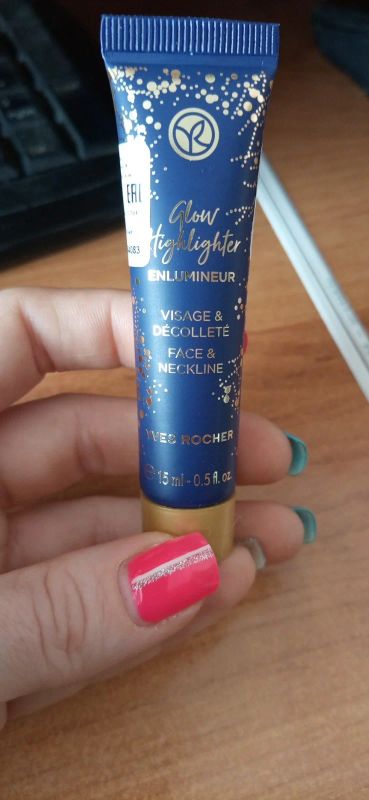 Glow
Highlighter
ENLUMINEUR
VISAGE &
DÉCOLLETÉ
FACE &
NECKLINE
YVES ROCHER
℮ 15 ml - 0.5 fl. oz.